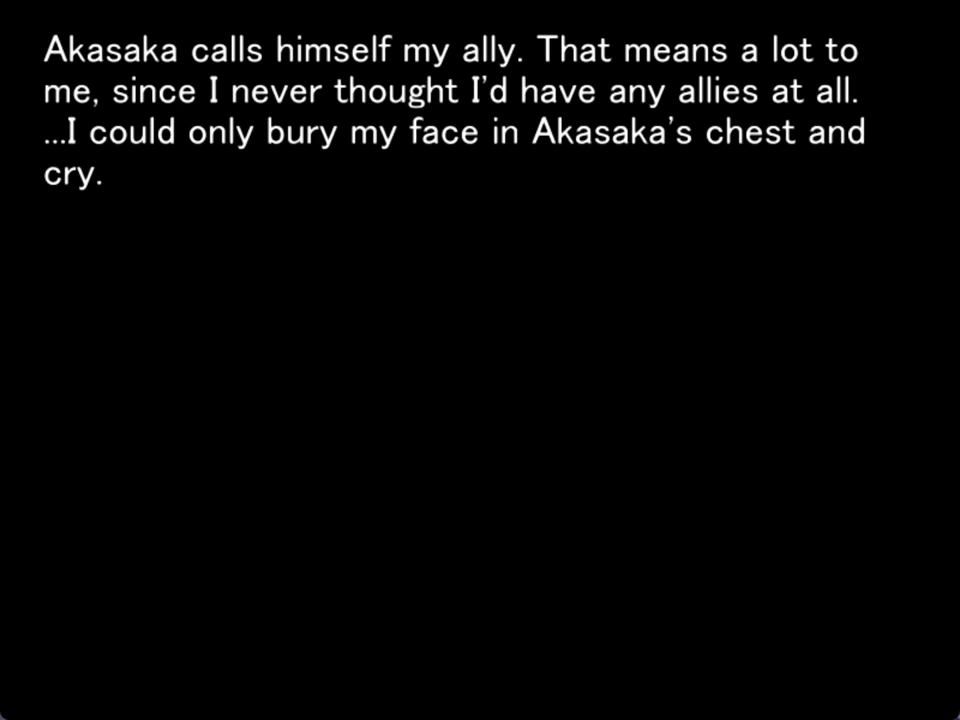 Akasaka calls himself my ally. That means a lot to
me, since I never thought I'd have any allies at all.
...I could only bury my face in Akasaka's chest and
cry.